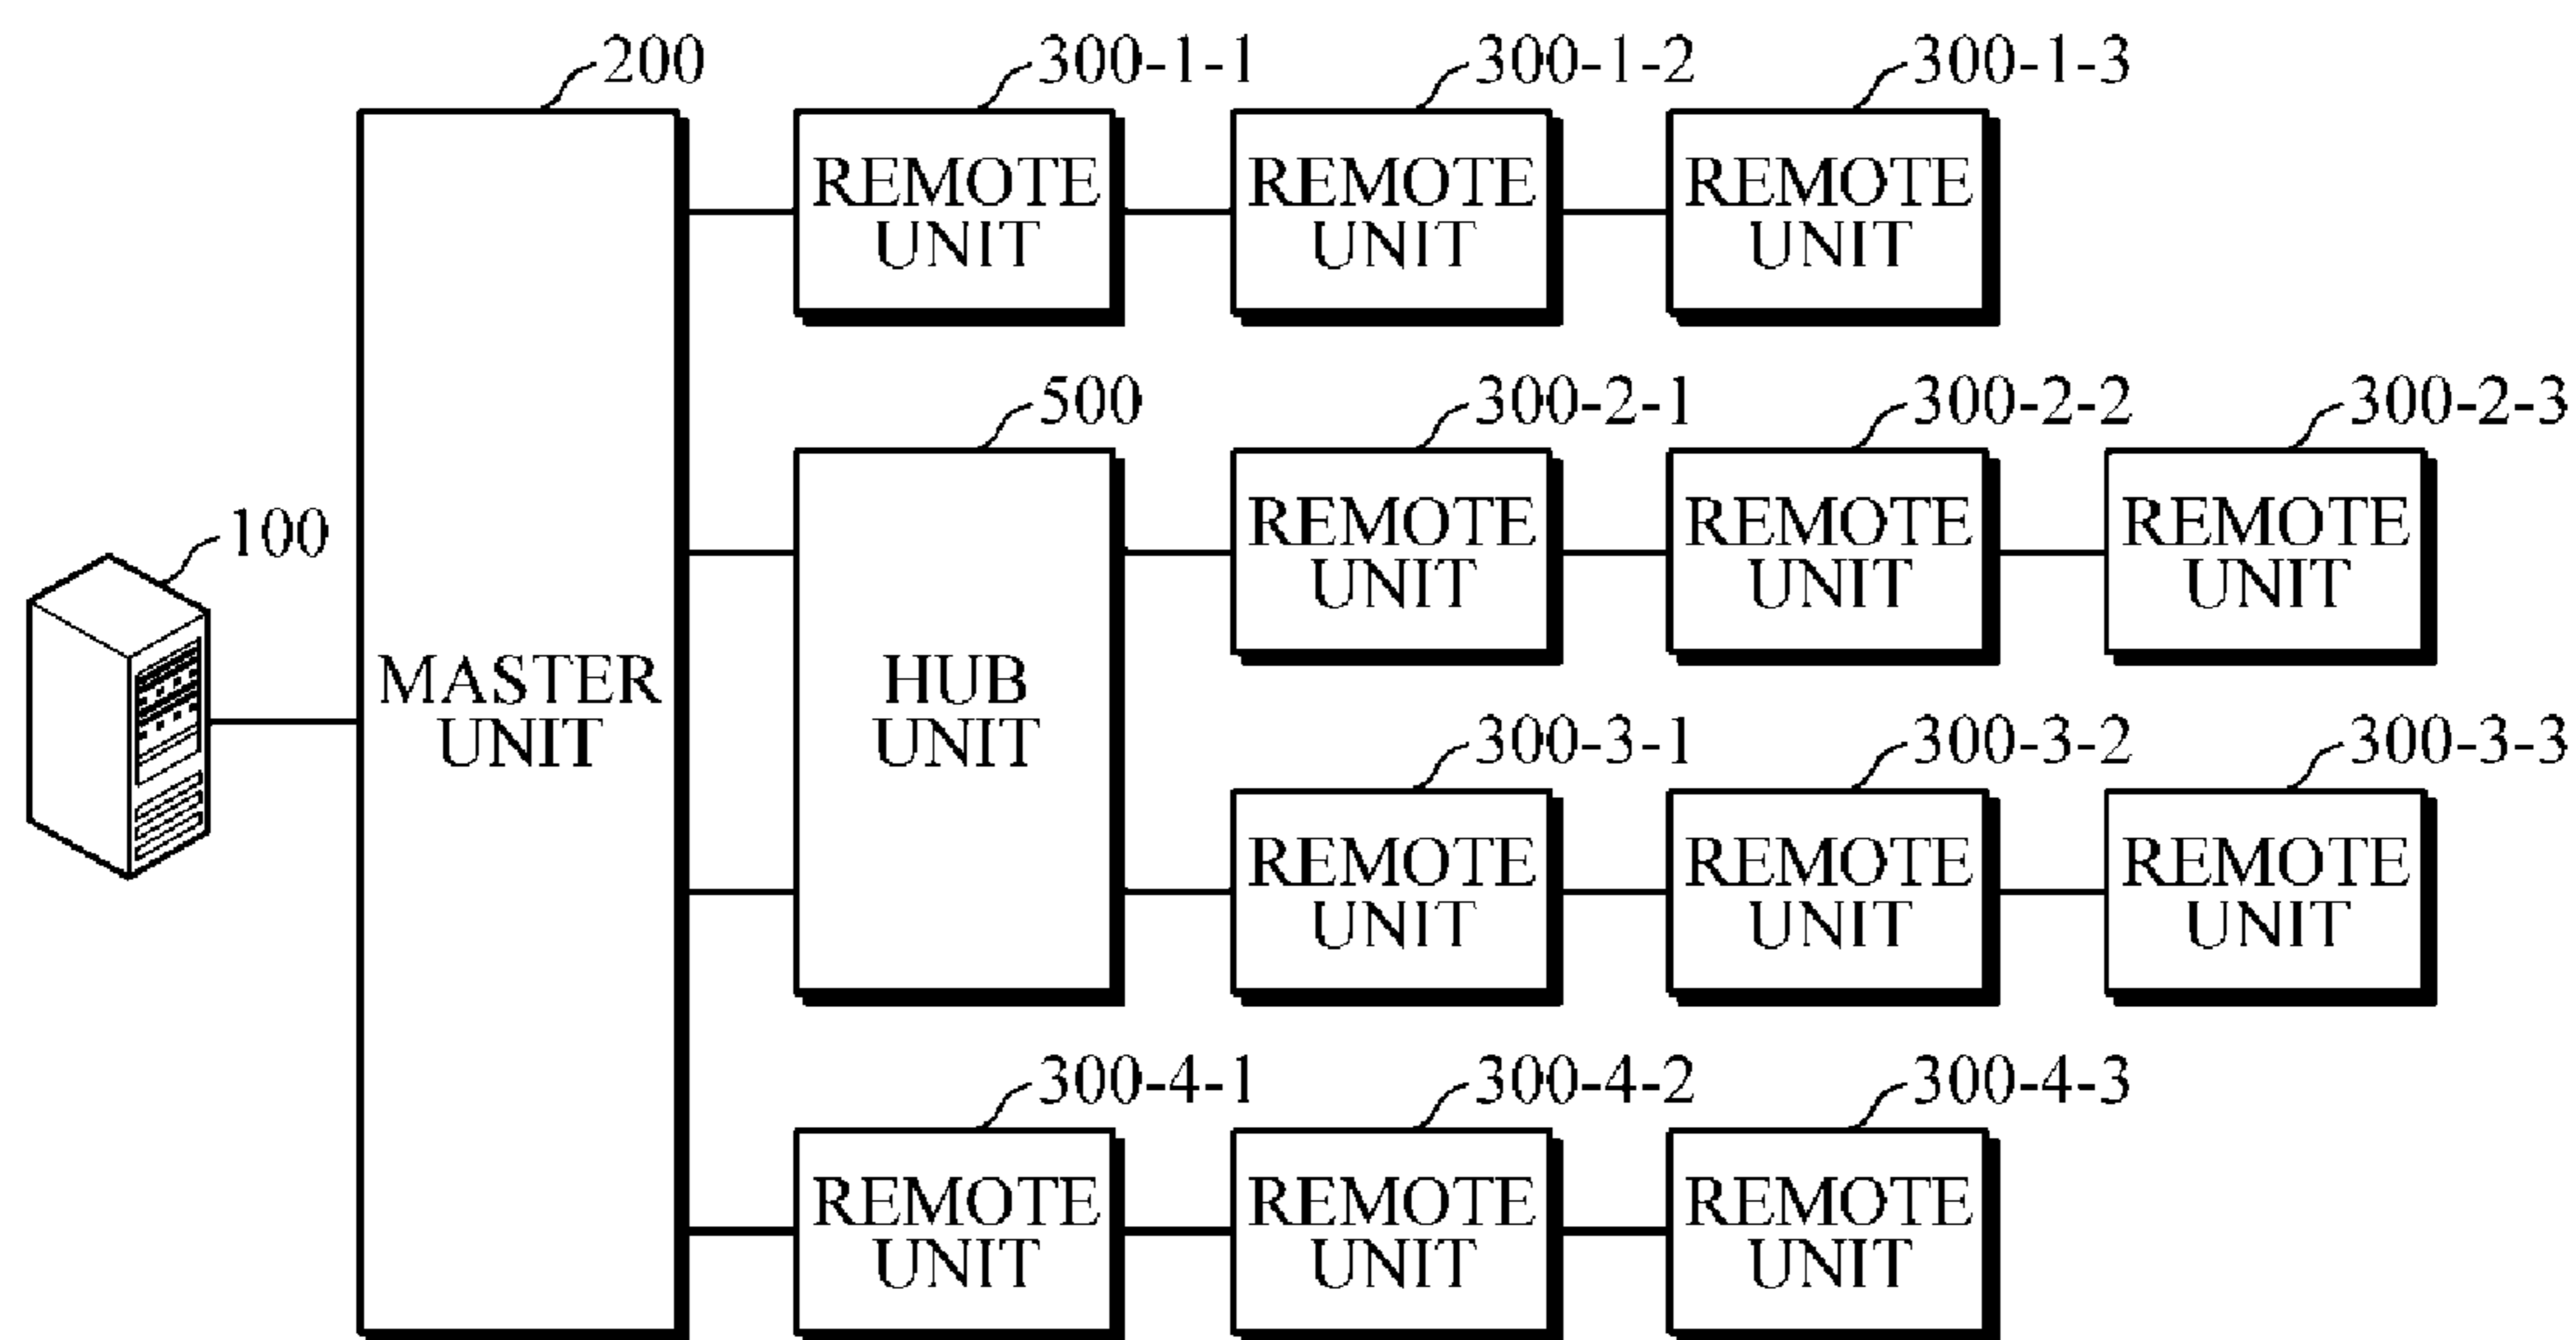 200
300-1-1
300-1-2
300-1-3
REMOTE
UNIT
REMOTE
UNIT
REMOTE
UNIT
500
300-2-1
300-2-2
300-2-3
100
MASTER
UNIT
HUB
UNIT
REMOTE
UNIT
REMOTE
UNIT
REMOTE
UNIT
300-3-1
300-3-2
300-3-3
REMOTE
UNIT
REMOTE
UNIT
REMOTE
UNIT
300-4-1
300-4-2
300-4-3
REMOTE
UNIT
REMOTE
UNIT
REMOTE
UNIT